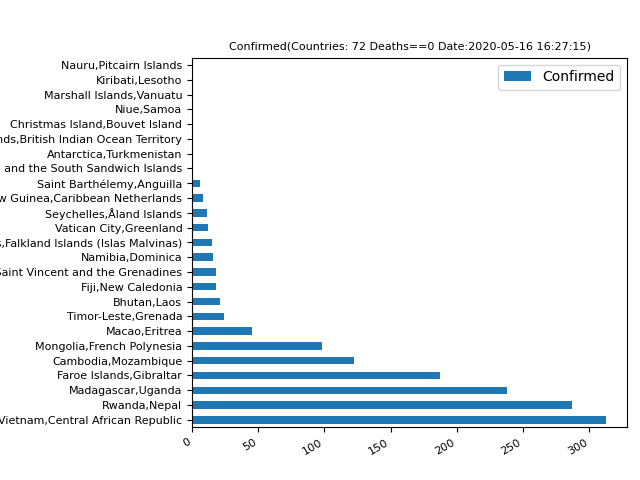 Confirmed(Countries: 72 Deaths==0 Date:2020-05-16 16:27:15)
Confirmed
Nauru,Pitcairn Islands
Kiribati,Lesotho
Marshall Islands,Vanuatu
Niue,Samoa
Christmas Island,Bouvet Island
nds,British Indian Ocean Territory
Antarctica,Turkmenistan
and the South Sandwich Islands
Saint Barthélemy,Anguilla
w Guinea,Caribbean Netherlands
Seychelles,Åland Islands
Vatican City,Greenland
s,Falkland Islands (Islas Malvinas)
Namibia,Dominica
Saint Vincent and the Grenadines
Fiji,New Caledonia
Bhutan,Laos
Timor-Leste,Grenada
Macao,Eritrea
Mongolia,French Polynesia
Cambodia,Mozambique
Faroe Islands,Gibraltar
Madagascar,Uganda
Rwanda,Nepal
Vietnam,Central African Republic
0 50 100 150 200 250 300